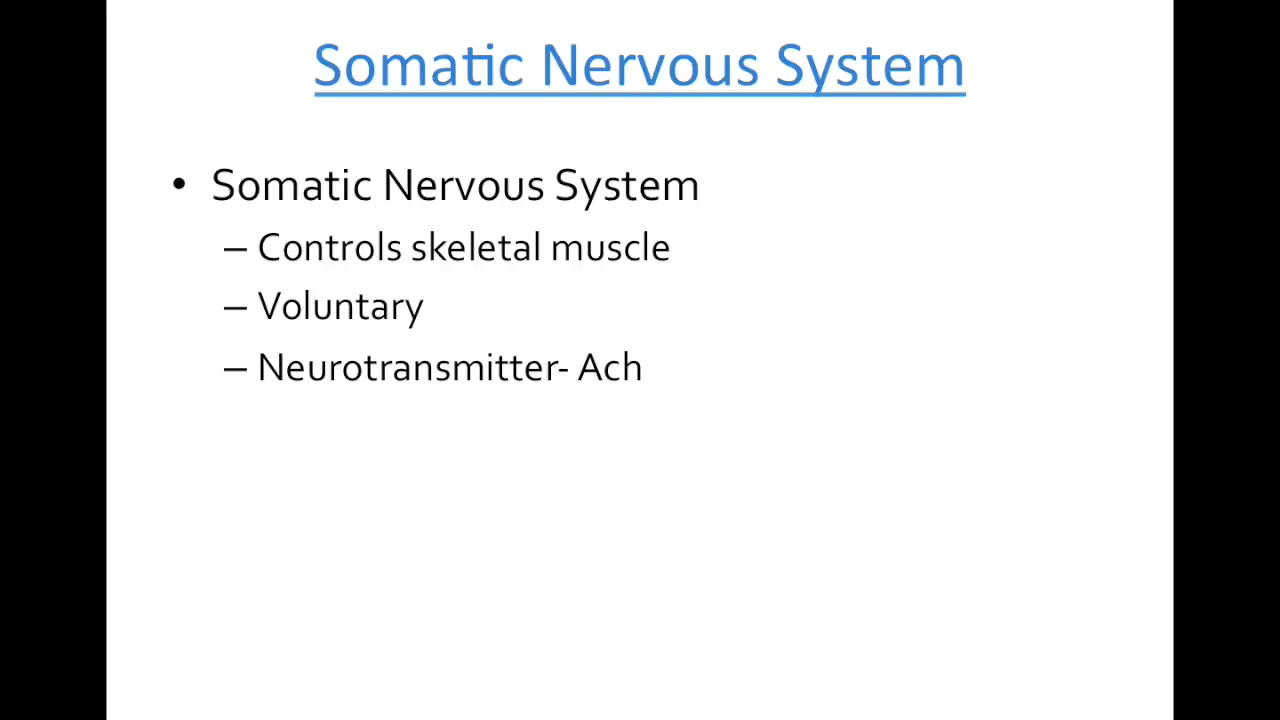 Somatic Nervous System
• Somatic Nervous System
– Controls skeletal muscle
– Voluntary
– Neurotransmitter- Ach